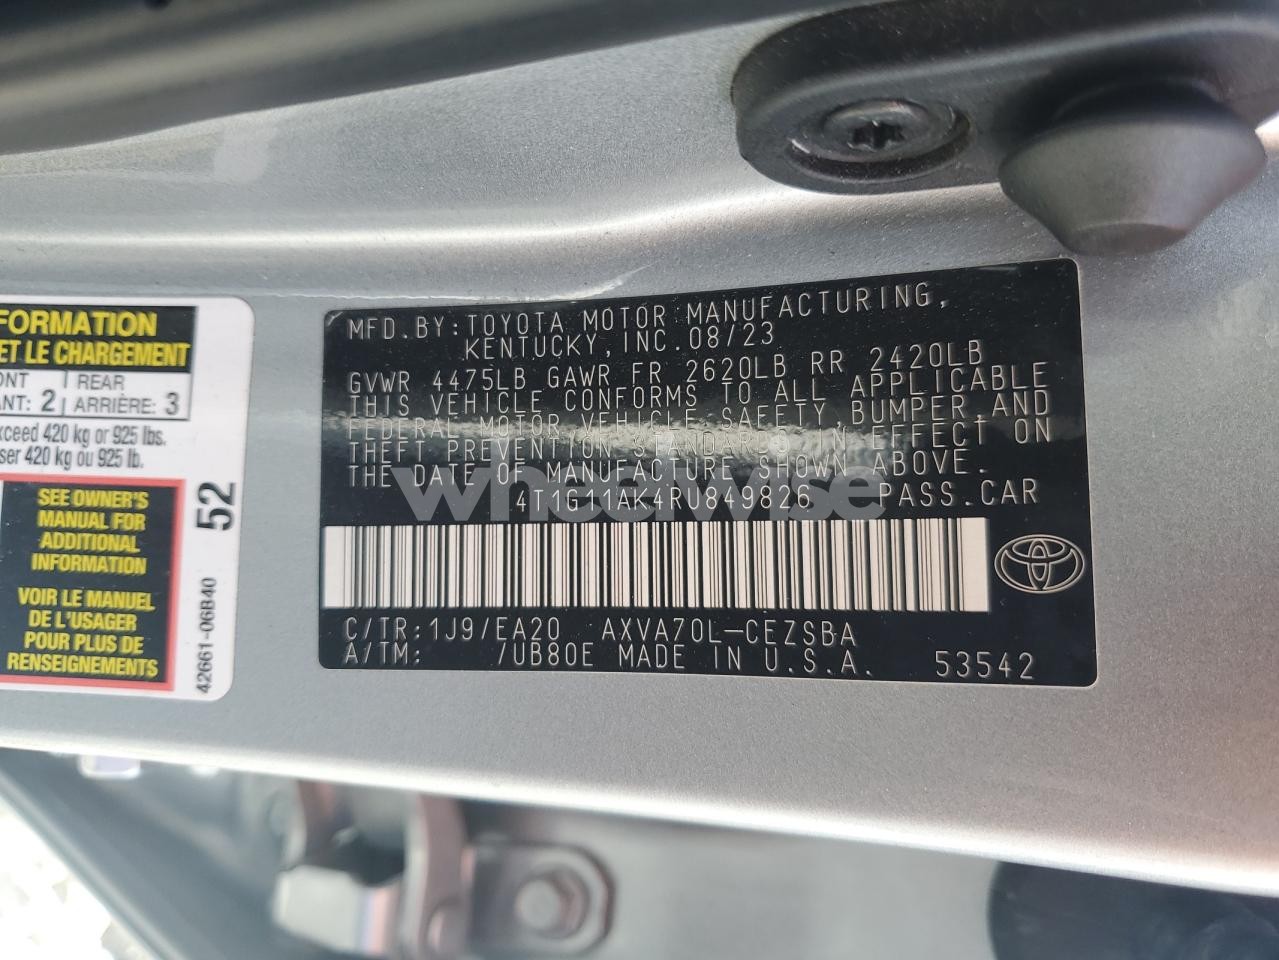 FORMATION
ET LE CHARGEMENT
ONT REAR
ANT: 2 ARRIÈRE: 3
xceed 420 kg or 925 lbs.
ser 420 kg ou 925 lb.
SEE OWNER'S
MANUAL FOR
ADDITIONAL
INFORMATION
VOIR LE MANUEL
DE L'USAGER
POUR PLUS DE
RENSEIGNEMENTS
52
42661-06B40
MFD. BY: TOYOTA MOTOR MANUFACTURING,
KENTUCKY, INC. 08/23
GVWR 4475LB GAWR FR 2620LB RR 2420LB
THIS VEHICLE CONFORMS TO ALL APPLICABLE
FEDERAL MOTOR VEHICLE SAFETY, BUMPER, AND
THEFT PREVENTION STANDARDS IN EFFECT ON
THE DATE OF MANUFACTURE SHOWN ABOVE.
4T1G11AK4RU849826 PASS. CAR
C/TR: 1J9/EA20 AXVA70L-CEZSBA
A/TM: /UB80E MADE IN U.S.A. 53542
wheelwise